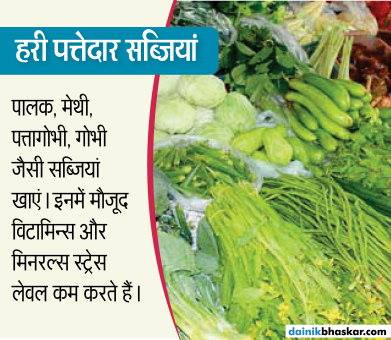 हरी पत्तेदार सब्जियां
पालक, मेथी,
पत्तागोभी, गोभी
जैसी सब्जियां
खाएं। इनमें मौजूद
विटामिन्स और
मिनरल्स स्ट्रेस
लेवल कम करते हैं।
dainikbhaskar.com